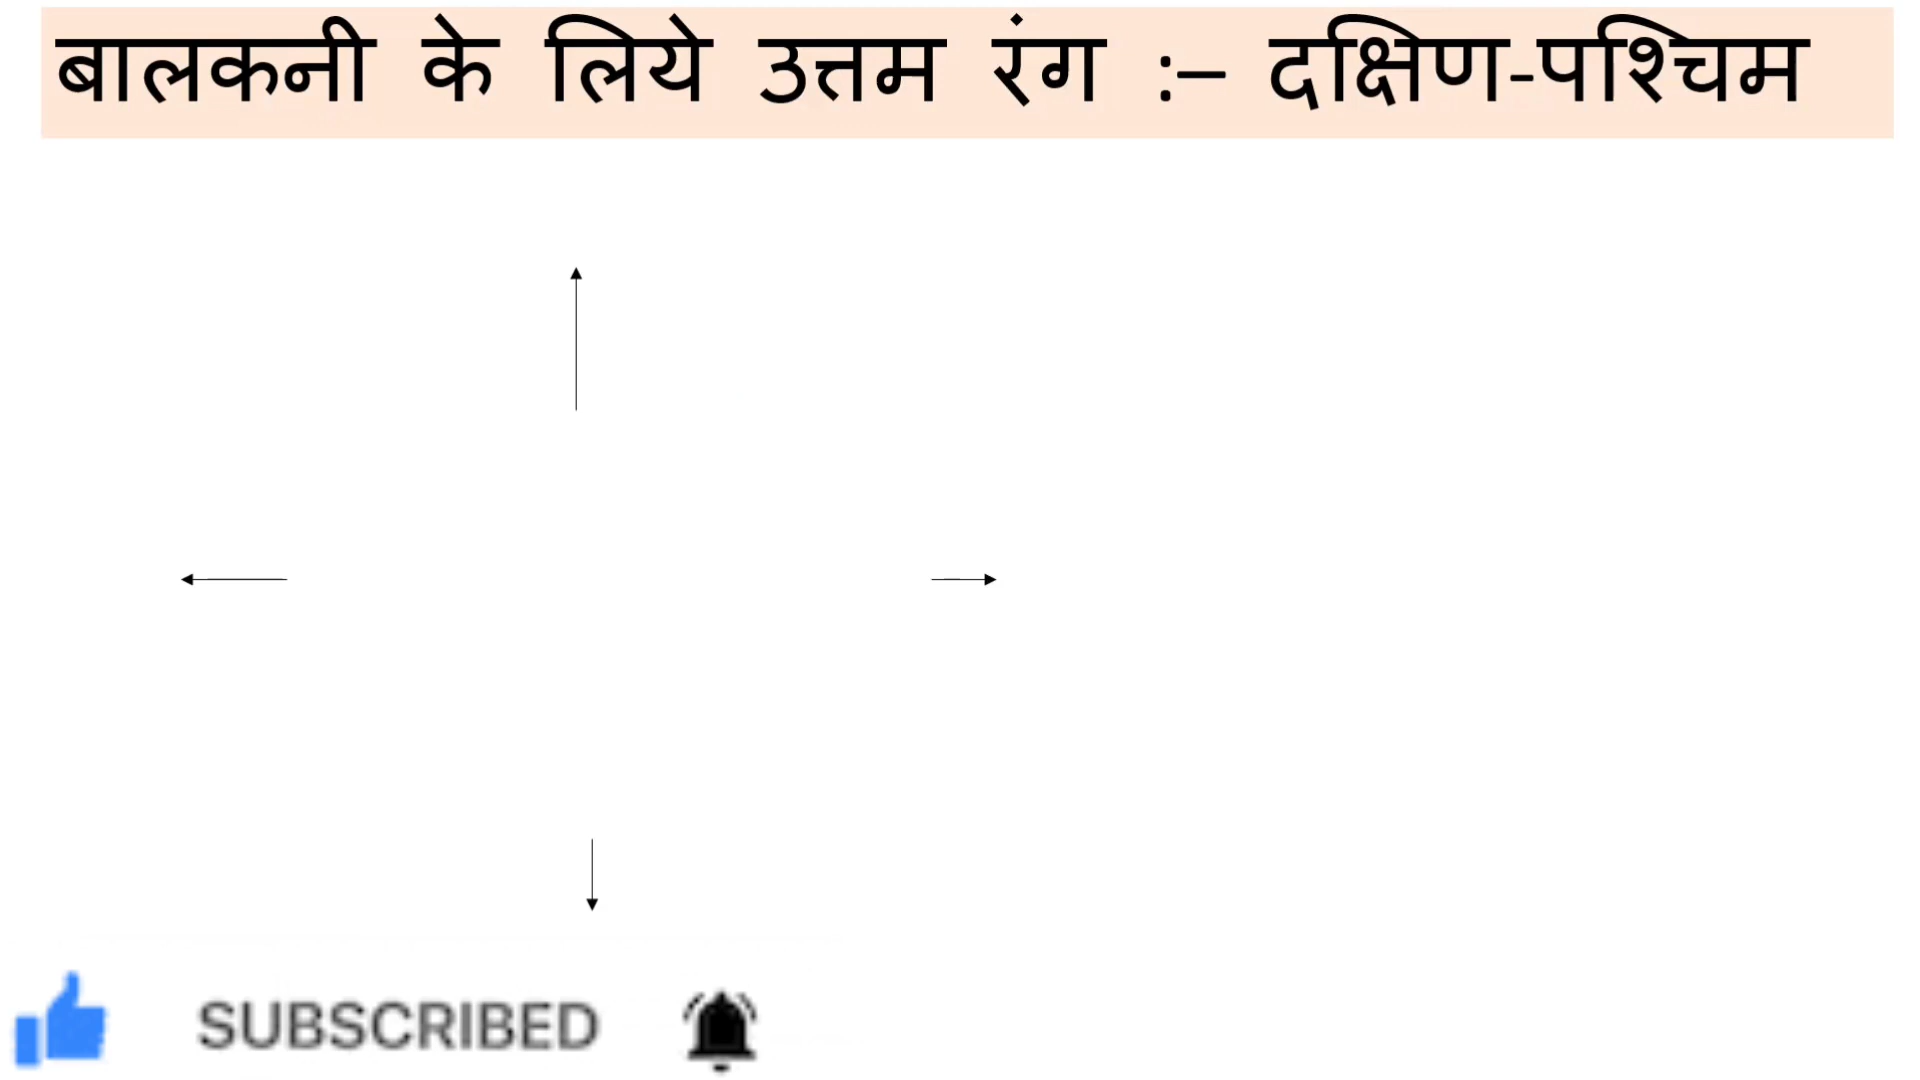 बालकनी के लिये उत्तम रंग :– दक्षिण-पश्चिम
SUBSCRIBED